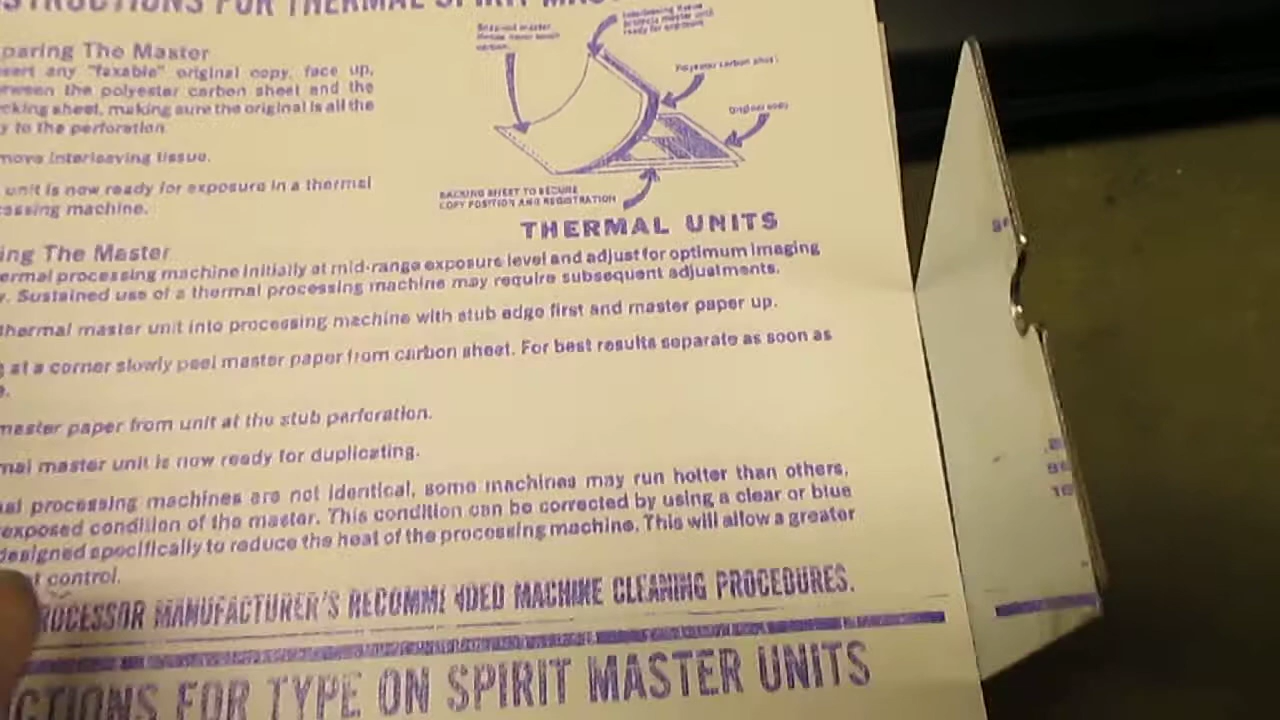 STRUCTIONS FOR THERMAL SPIRIT MAS
paring The Master
sert any "faxable" original copy, face up,
tween the polyester carbon sheet and the
cking sheet, making sure the original is all the
y to the perforation.
move interleaving tissue.
unit is now ready for exposure in a thermal
cessing machine.
Polyester carbon sheet
Original copy
BACKING SHEET TO SECURE
COPY POSITION AND REGISTRATION
THERMAL UNITS
ing The Master
ermal processing machine initially at mid-range exposure level and adjust for optimum imaging
y. Sustained use of a thermal processing machine may require subsequent adjustments.
thermal master unit into processing machine with stub edge first and master paper up.
g at a corner slowly peel master paper from carbon sheet. For best results separate as soon as
e.
master paper from unit at the stub perforation.
mal master unit is now ready for duplicating.
al processing machines are not identical, some machines may run hotter than others,
exposed condition of the master. This condition can be corrected by using a clear or blue
designed specifically to reduce the heat of the processing machine. This will allow a greater
t control.
ROCESSOR MANUFACTURER'S RECOMMENDED MACHINE CLEANING PROCEDURES.
CTIONS FOR TYPE ON SPIRIT MASTER UNITS